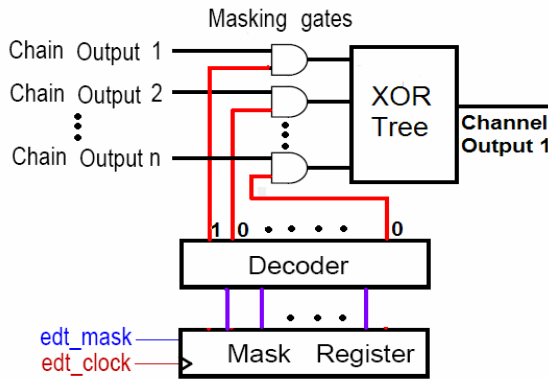 Masking gates
Chain Output 1
Chain Output 2
Chain Output n
XOR
Tree
Channel
Output 1
1 0 0
Decoder
edt_mask
edt_clock
Mask Register